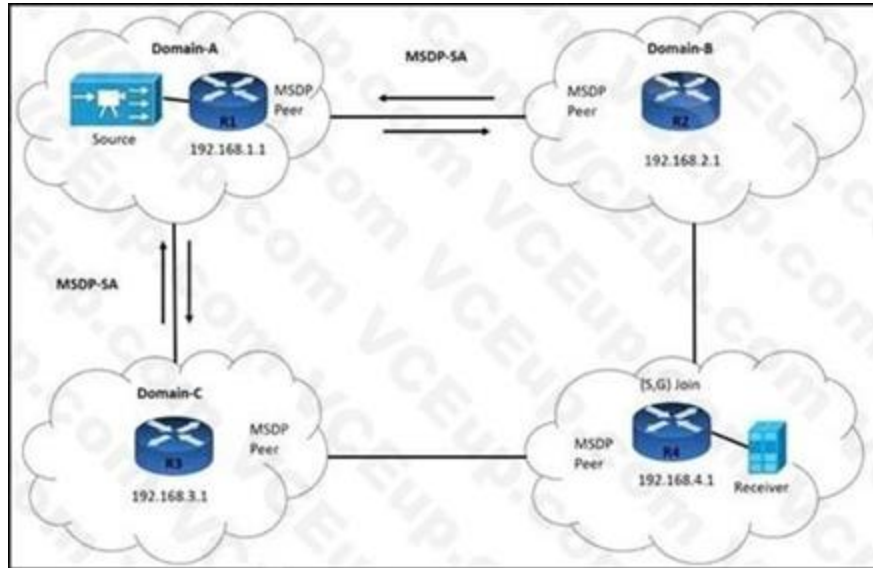 Domain-A
MSDP-SA
Domain-B
MSDP
Peer
MSDP
Peer
Source
R1
R2
192.168.1.1
192.168.2.1
MSDP-SA
Domain-C
(S,G) Join
MSDP
Peer
MSDP
Peer
R3
R4
192.168.3.1
192.168.4.1
Receiver
VCEup.com